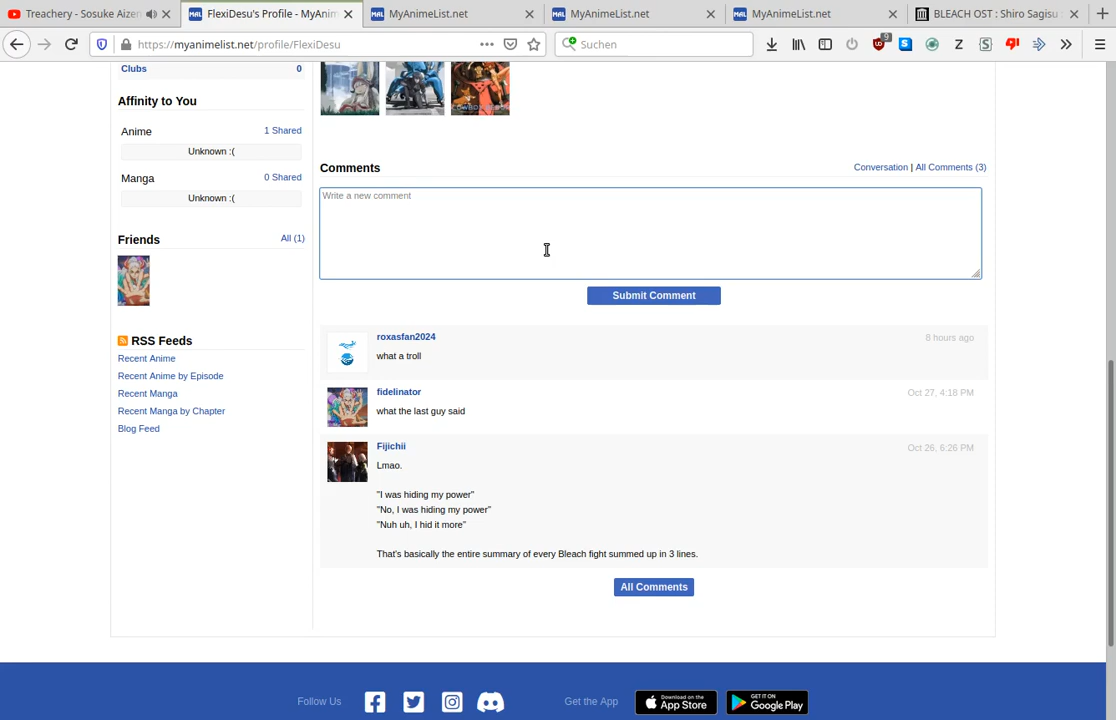 Treachery - Sosuke Aizen
FlexiDesu's Profile - MyAnim
MyAnimeList.net
MyAnimeList.net
MyAnimeList.net
BLEACH OST : Shiro Sagisu
https://myanimelist.net/profile/FlexiDesu
Suchen
9
Clubs 0
Affinity to You
Anime 1 Shared
Unknown :(
Manga 0 Shared
Unknown :(
Friends All (1)
RSS Feeds
Recent Anime
Recent Anime by Episode
Recent Manga
Recent Manga by Chapter
Blog Feed
Comments Conversation | All Comments (3)
Write a new comment
Submit Comment
roxasfan2024 8 hours ago
what a troll
fidelinator Oct 27, 4:18 PM
what the last guy said
Fijichii Oct 26, 6:26 PM
Lmao.
"I was hiding my power"
"No, I was hiding my power"
"Nuh uh, I hid it more"
That's basically the entire summary of every Bleach fight summed up in 3 lines.
All Comments
Follow Us
Get the App
Download on the
App Store
GET IT ON
Google Play